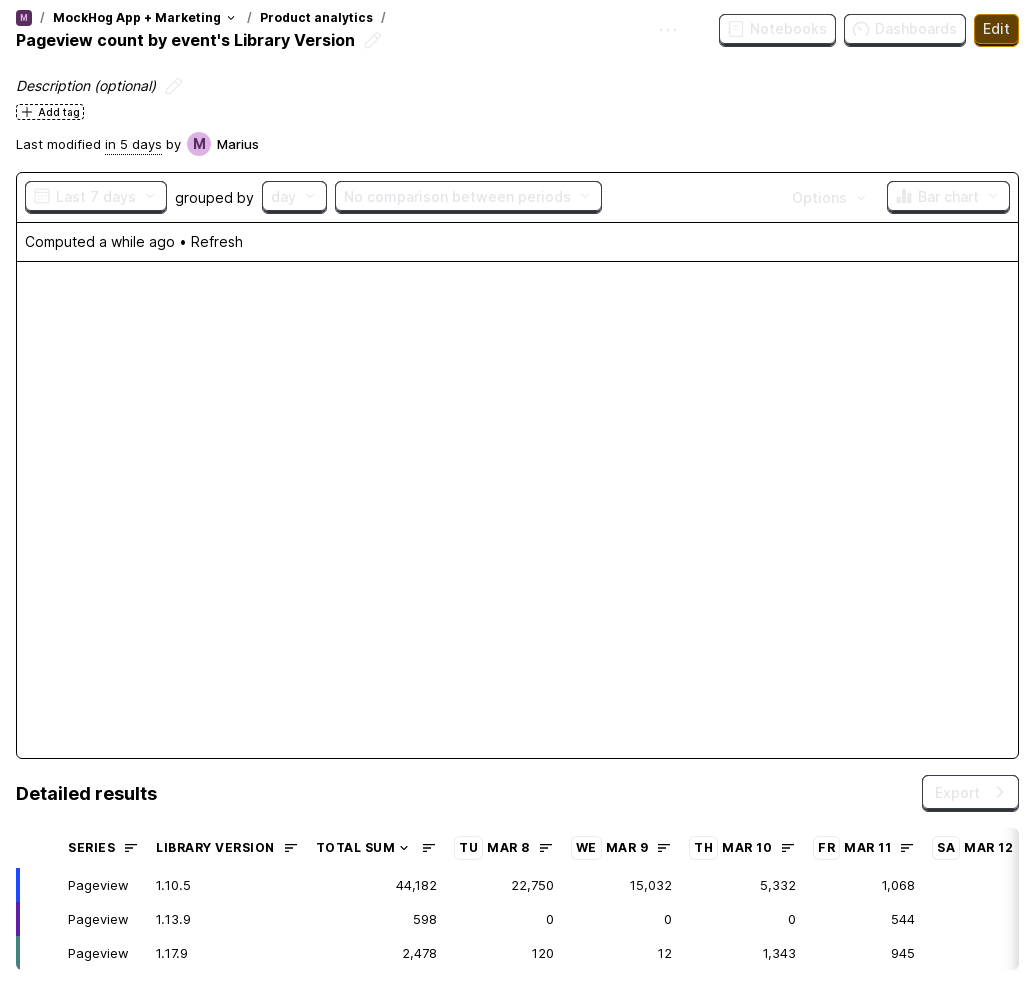 M / MockHog App + Marketing / Product analytics /
Pageview count by event's Library Version
Notebooks
Dashboards
Edit
Description (optional)
Add tag
Last modified in 5 days by M Marius
Last 7 days grouped by day No comparison between periods Options Bar chart
Computed a while ago • Refresh
Detailed results
Export
SERIES LIBRARY VERSION TOTAL SUM TU MAR 8 WE MAR 9 TH MAR 10 FR MAR 11 SA MAR 12
Pageview 1.10.5 44,182 22,750 15,032 5,332 1,068
Pageview 1.13.9 598 0 0 0 544
Pageview 1.17.9 2,478 120 12 1,343 945